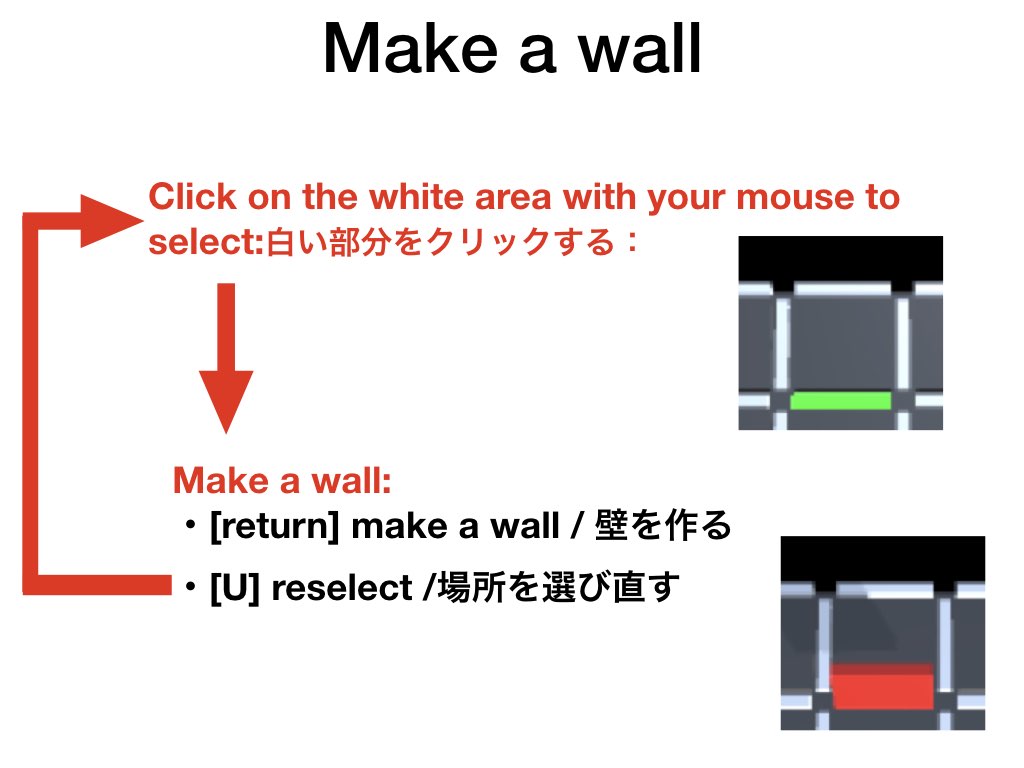 Make a wall
Click on the white area with your mouse to
select:白い部分をクリックする：
Make a wall:
・[return] make a wall / 壁を作る
・[U] reselect /場所を選び直す